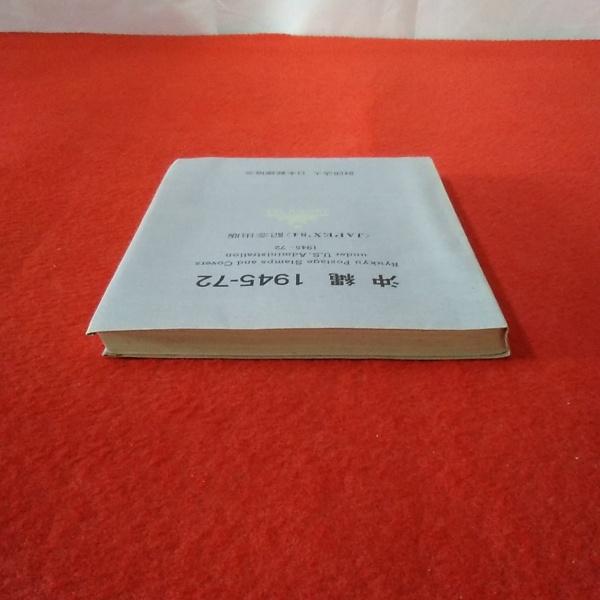 沖縄 1945-72
Ryukyu Postage Stamps and Covers
under U.S. Administration
1945-72
〈JAPEX'84〉記念出版
財団法人 日本郵趣協会